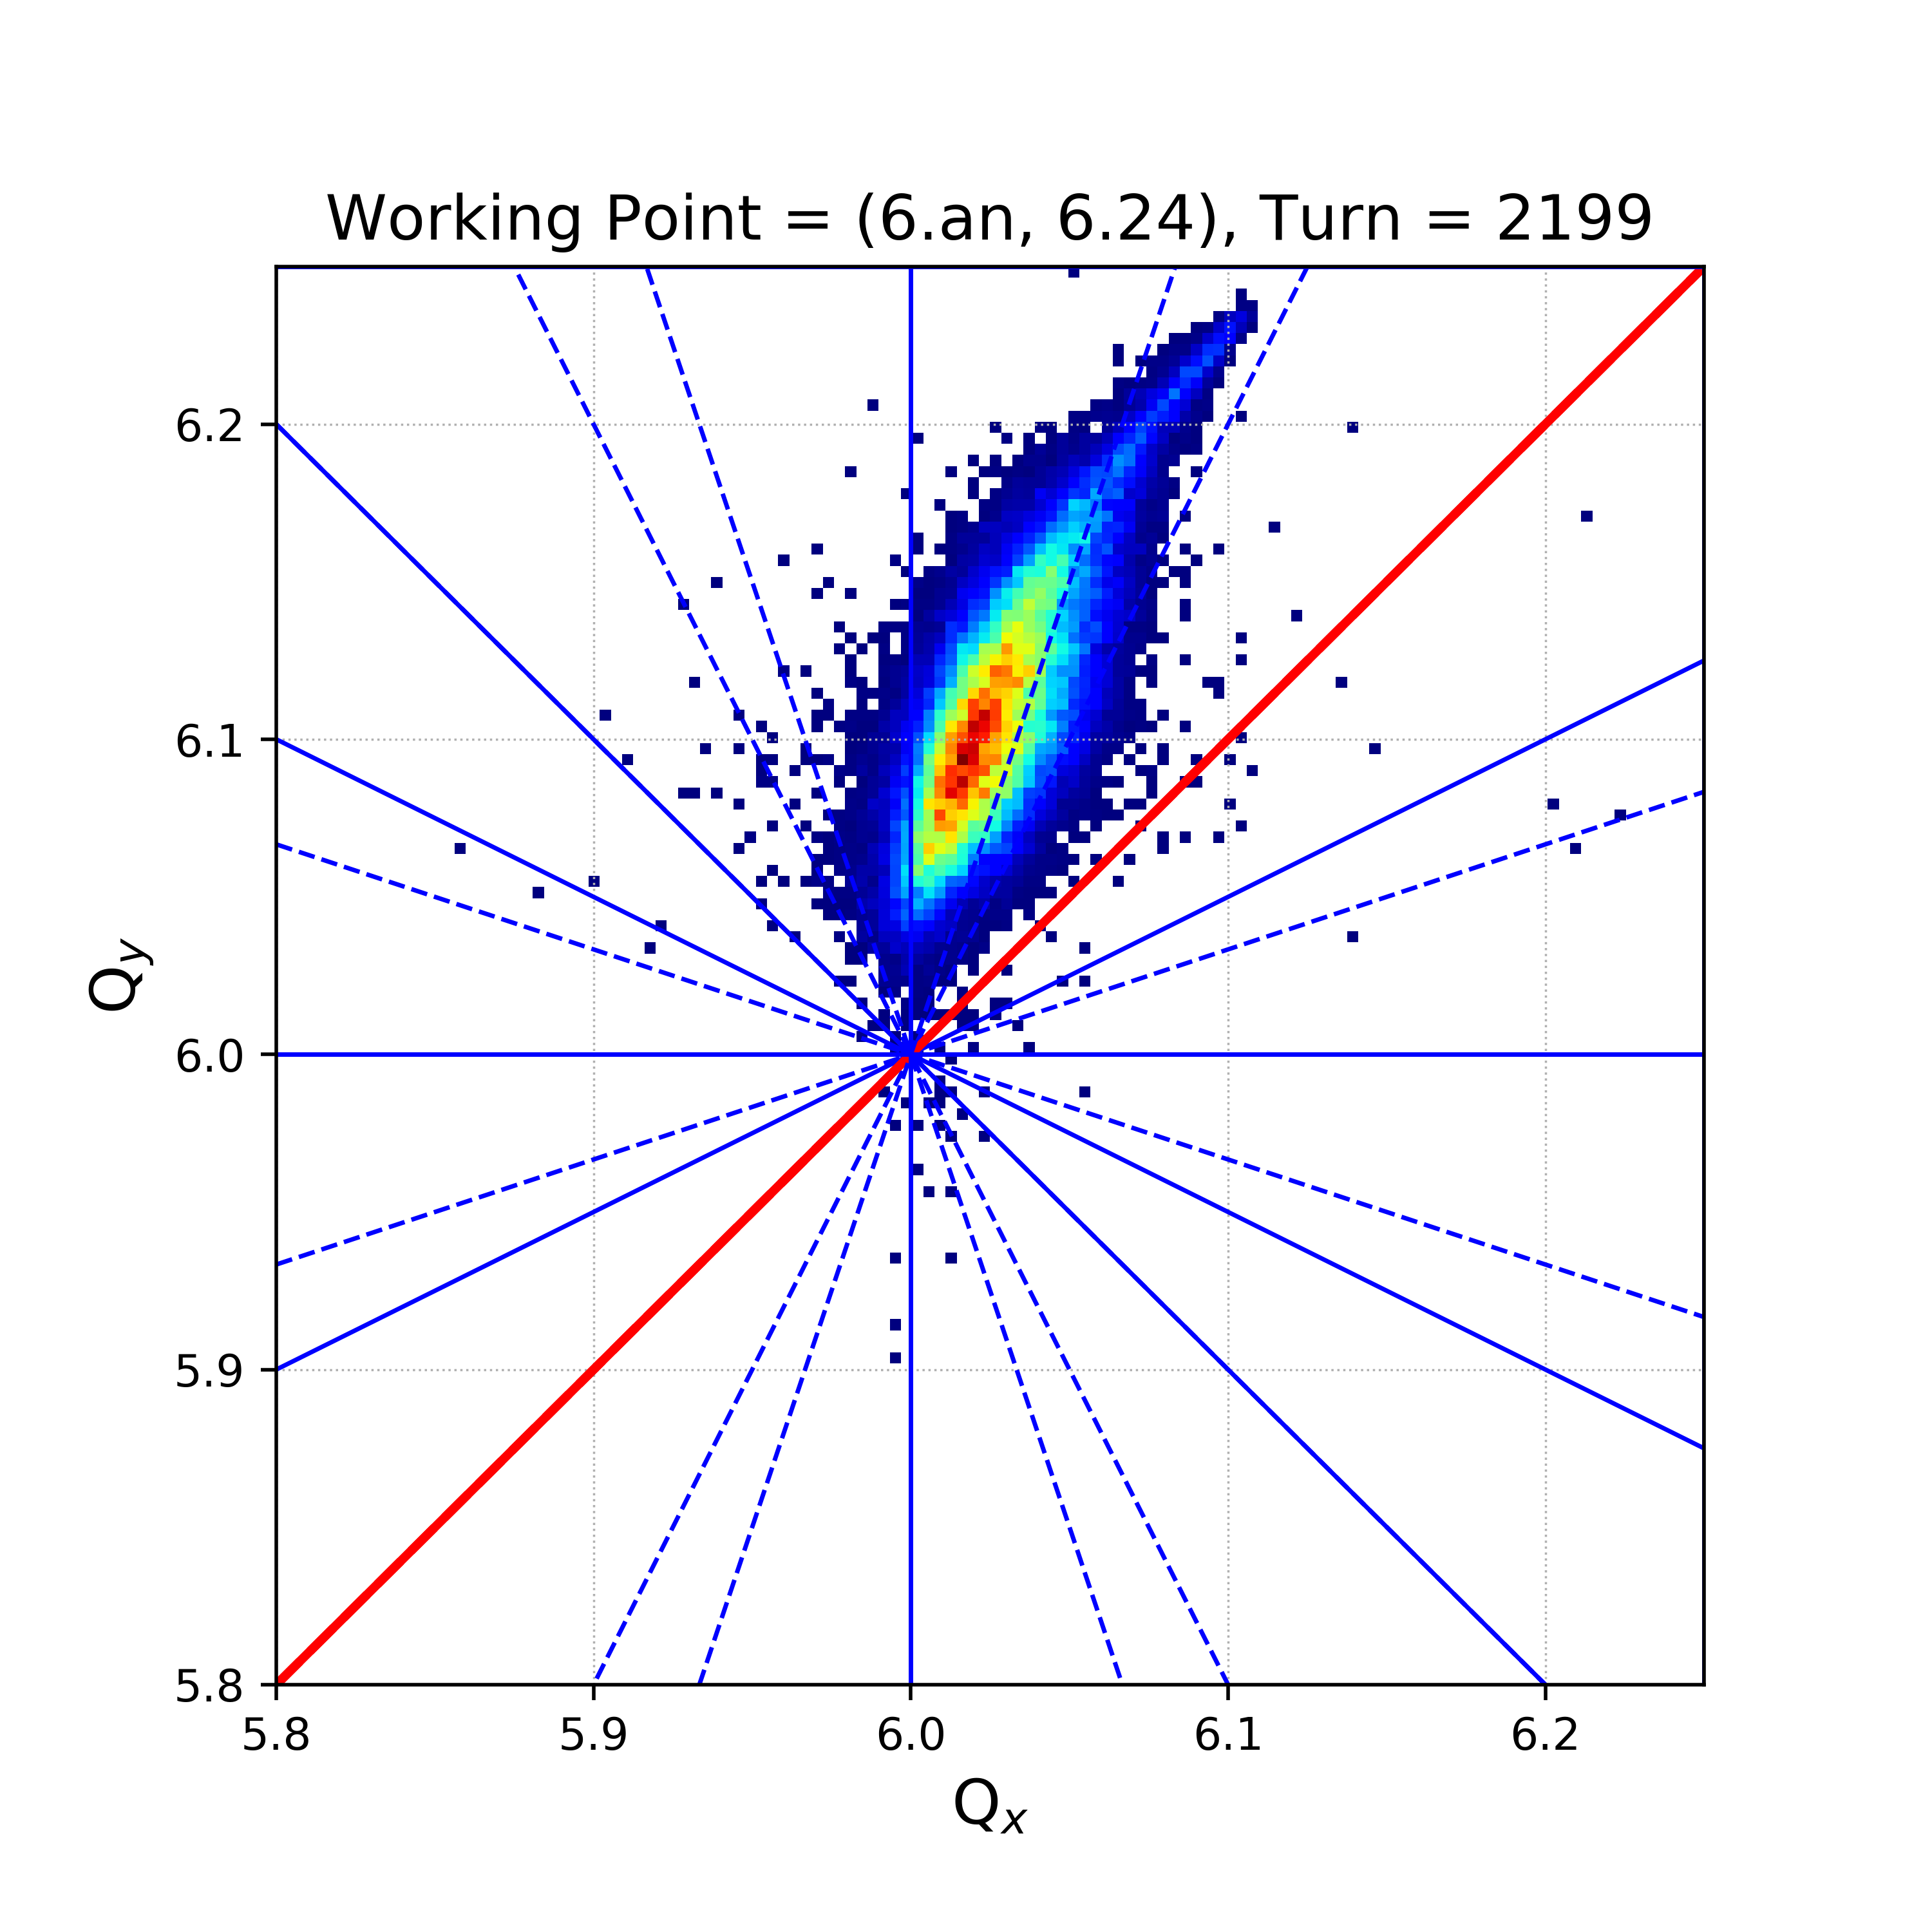 Working Point = (6.an, 6.24), Turn = 2199
6.2
6.1
6.0
5.9
5.8
Qy
5.8 5.9 6.0 6.1 6.2
Qx